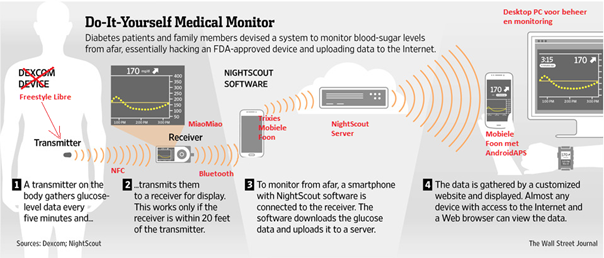 Do-It-Yourself Medical Monitor
Diabetes patients and family members devised a system to monitor blood-sugar levels
from afar, essentially hacking an FDA-approved device and uploading data to the Internet.
Desktop PC voor beheer
en monitoring
DEXCOM
DEVISE
Freestyle Libre
Transmitter
NFC
170
400
350
300
250
200
150
100
50
MiaoMiao
Receiver
Bluetooth
NIGHTSCOUT
SOFTWARE
Trixies
Mobiele
Foon
NightScout
Server
170
Mobiele
Foon met
AndroidAPS
3:15
170
1 A transmitter on the
body gathers glucose-
level data every
five minutes and...
2 ...transmits them
to a receiver for display.
This works only if the
receiver is within 20 feet
of the transmitter.
3 To monitor from afar, a smartphone
with NightScout software is
connected to the receiver. The
software downloads the glucose
data and uploads it to a server.
4 The data is gathered by a customized
website and displayed. Almost any
device with access to the Internet and
a Web browser can view the data.
Sources: Dexcom; NightScout
The Wall Street Journal